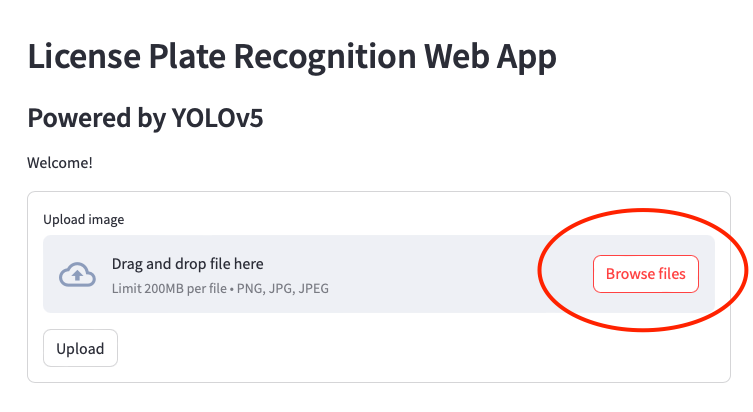 License Plate Recognition Web App
Powered by YOLOv5
Welcome!
Upload image
Drag and drop file here
Limit 200MB per file • PNG, JPG, JPEG
Browse files
Upload